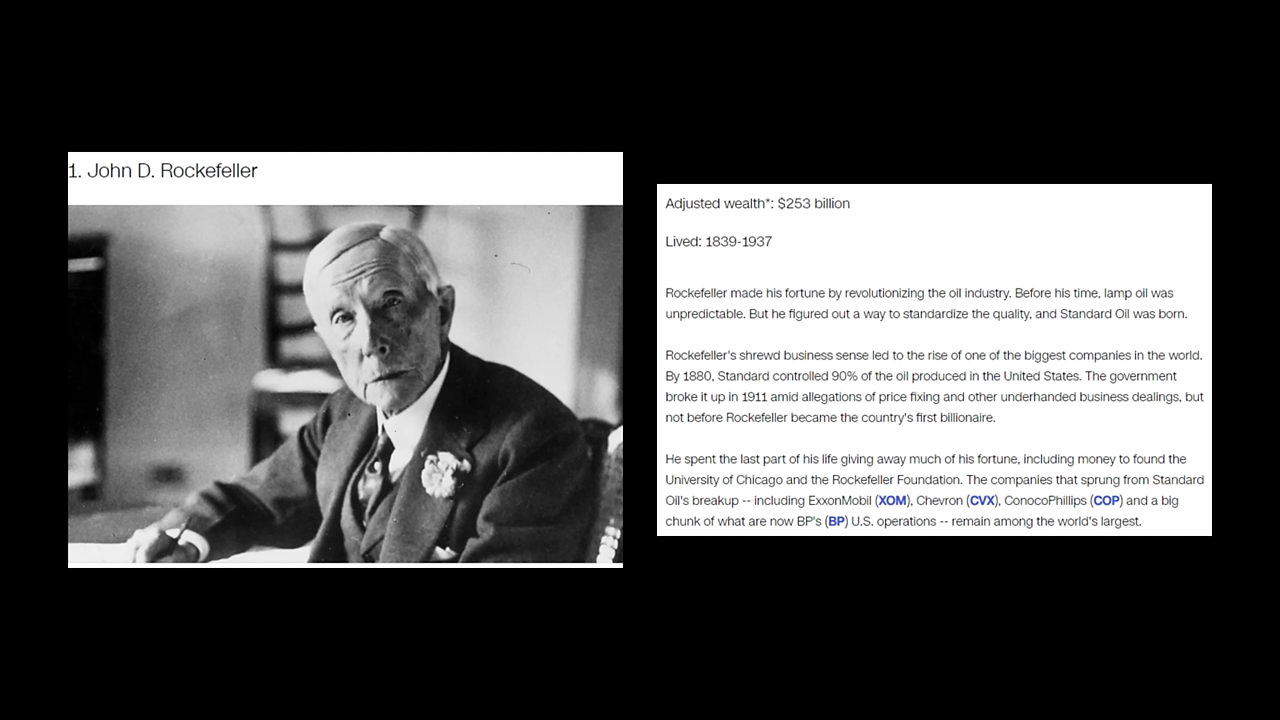 1. John D. Rockefeller
Adjusted wealth*: $253 billion
Lived: 1839-1937
Rockefeller made his fortune by revolutionizing the oil industry. Before his time, lamp oil was
unpredictable. But he figured out a way to standardize the quality, and Standard Oil was born.
Rockefeller's shrewd business sense led to the rise of one of the biggest companies in the world.
By 1880, Standard controlled 90% of the oil produced in the United States. The government
broke it up in 1911 amid allegations of price fixing and other underhanded business dealings, but
not before Rockefeller became the country's first billionaire.
He spent the last part of his life giving away much of his fortune, including money to found the
University of Chicago and the Rockefeller Foundation. The companies that sprung from Standard
Oil's breakup -- including ExxonMobil (XOM), Chevron (CVX), ConocoPhillips (COP) and a big
chunk of what are now BP's (BP) U.S. operations -- remain among the world's largest.